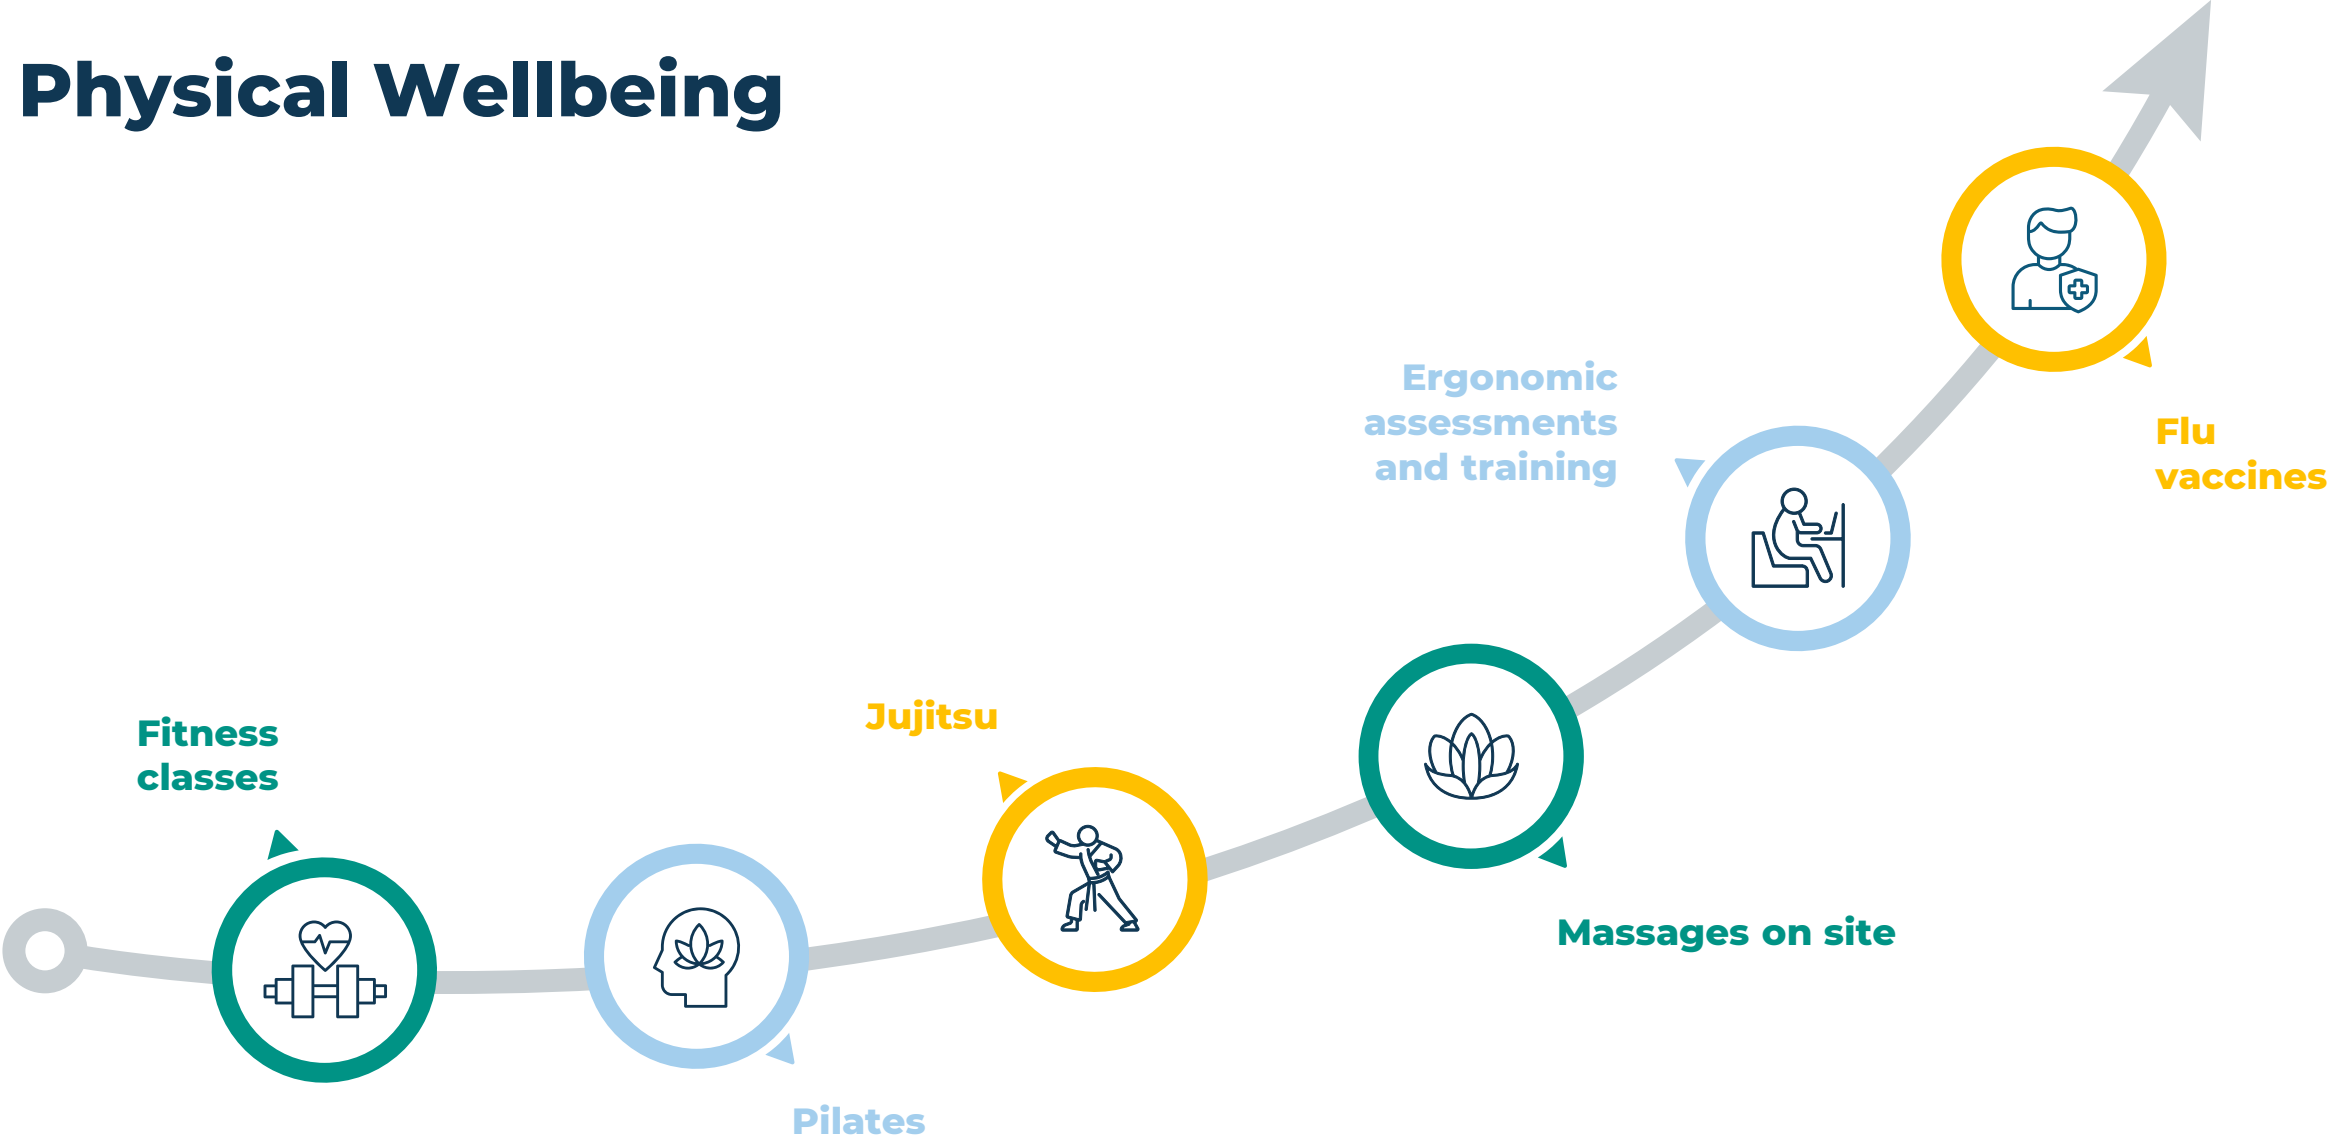 Physical Wellbeing
Fitness
classes
Pilates
Jujitsu
Massages on site
Ergonomic
assessments
and training
Flu
vaccines